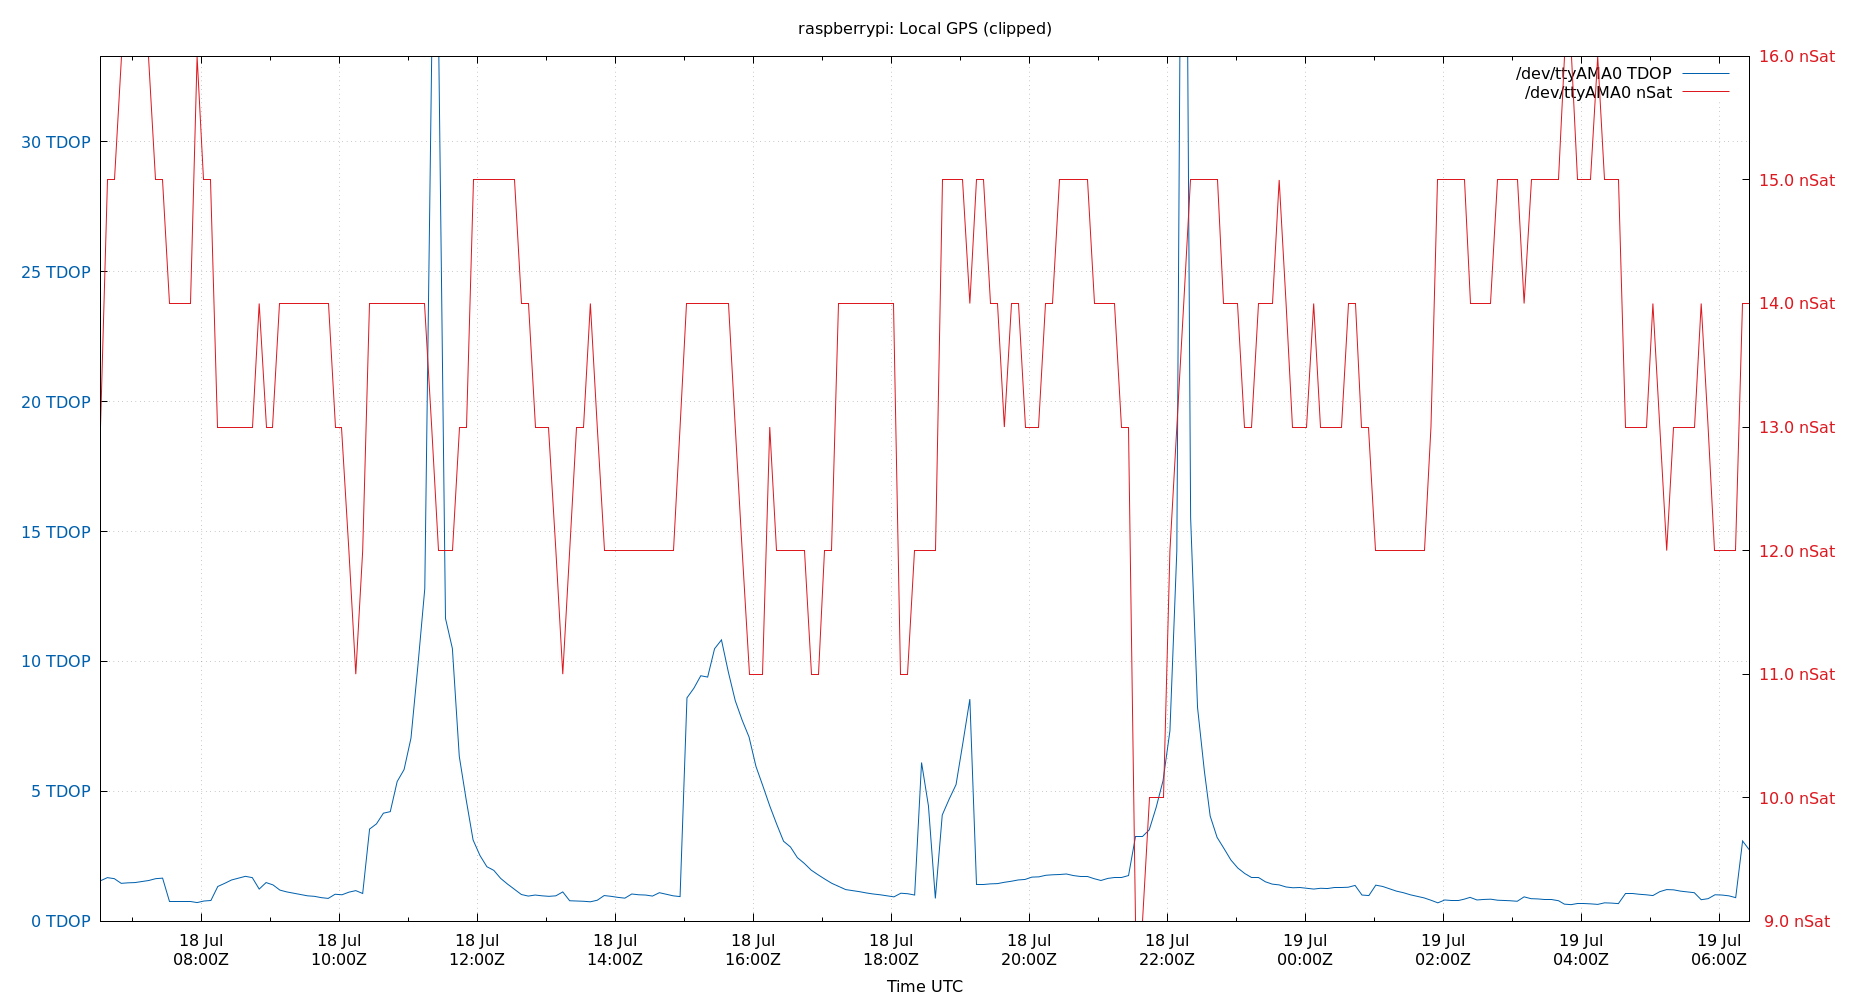 raspberrypi: Local GPS (clipped)
/dev/ttyAMA0 TDOP
/dev/ttyAMA0 nSat
30 TDOP
25 TDOP
20 TDOP
15 TDOP
10 TDOP
5 TDOP
0 TDOP
16.0 nSat
15.0 nSat
14.0 nSat
13.0 nSat
12.0 nSat
11.0 nSat
10.0 nSat
9.0 nSat
18 Jul
08:00Z
18 Jul
10:00Z
18 Jul
12:00Z
18 Jul
14:00Z
18 Jul
16:00Z
18 Jul
18:00Z
18 Jul
20:00Z
18 Jul
22:00Z
19 Jul
00:00Z
19 Jul
02:00Z
19 Jul
04:00Z
19 Jul
06:00Z
Time UTC